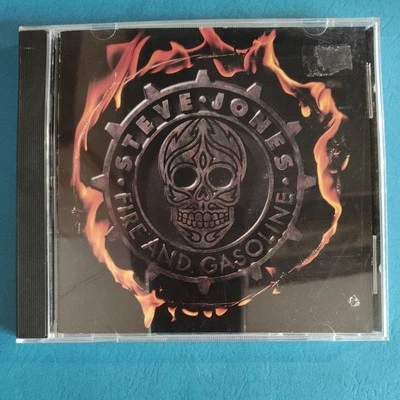 STEVE · JONES
FIRE AND GASOLINE